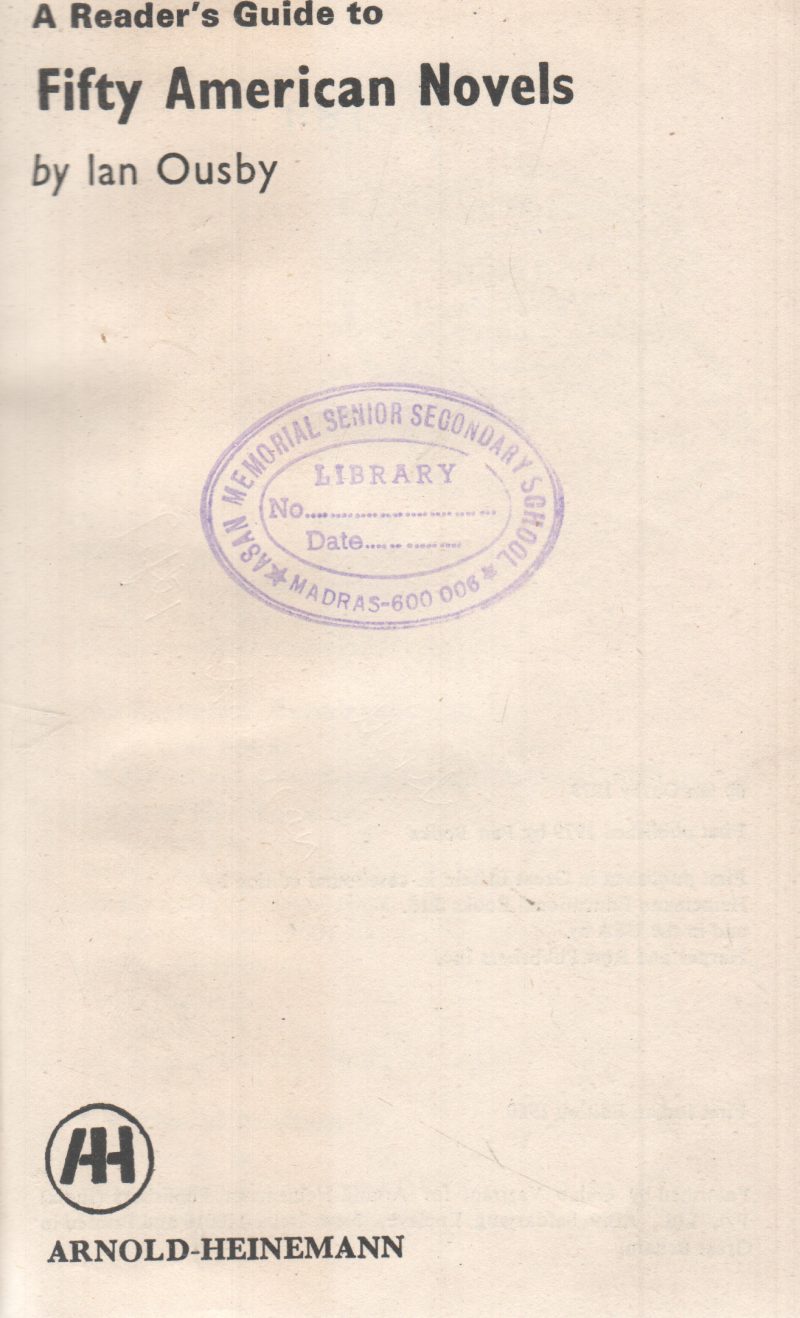 A Reader's Guide to
Fifty American Novels
by Ian Ousby
ASAN MEMORIAL SENIOR SECONDARY SCHOOL
LIBRARY
No....................
Date............
★ MADRAS-600 006 ★
AH
ARNOLD-HEINEMANN